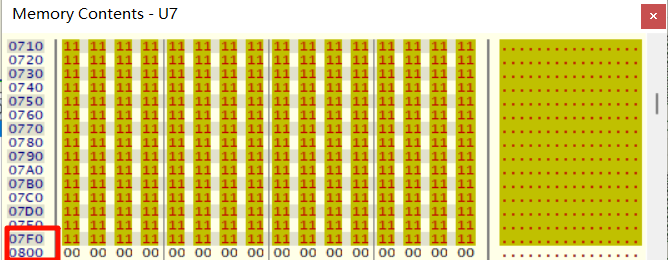 Memory Contents - U7
0710 11 11 11 11 11 11 11 11 11 11 11 11 11 11 11 11 ................
0720 11 11 11 11 11 11 11 11 11 11 11 11 11 11 11 11 ................
0730 11 11 11 11 11 11 11 11 11 11 11 11 11 11 11 11 ................
0740 11 11 11 11 11 11 11 11 11 11 11 11 11 11 11 11 ................
0750 11 11 11 11 11 11 11 11 11 11 11 11 11 11 11 11 ................
0760 11 11 11 11 11 11 11 11 11 11 11 11 11 11 11 11 ................
0770 11 11 11 11 11 11 11 11 11 11 11 11 11 11 11 11 ................
0780 11 11 11 11 11 11 11 11 11 11 11 11 11 11 11 11 ................
0790 11 11 11 11 11 11 11 11 11 11 11 11 11 11 11 11 ................
07A0 11 11 11 11 11 11 11 11 11 11 11 11 11 11 11 11 ................
07B0 11 11 11 11 11 11 11 11 11 11 11 11 11 11 11 11 ................
07C0 11 11 11 11 11 11 11 11 11 11 11 11 11 11 11 11 ................
07D0 11 11 11 11 11 11 11 11 11 11 11 11 11 11 11 11 ................
07E0 11 11 11 11 11 11 11 11 11 11 11 11 11 11 11 11 ................
07F0 11 11 11 11 11 11 11 11 11 11 11 11 11 11 11 11 ................
0800 00 00 00 00 00 00 00 00 00 00 00 00 00 00 00 00 ................